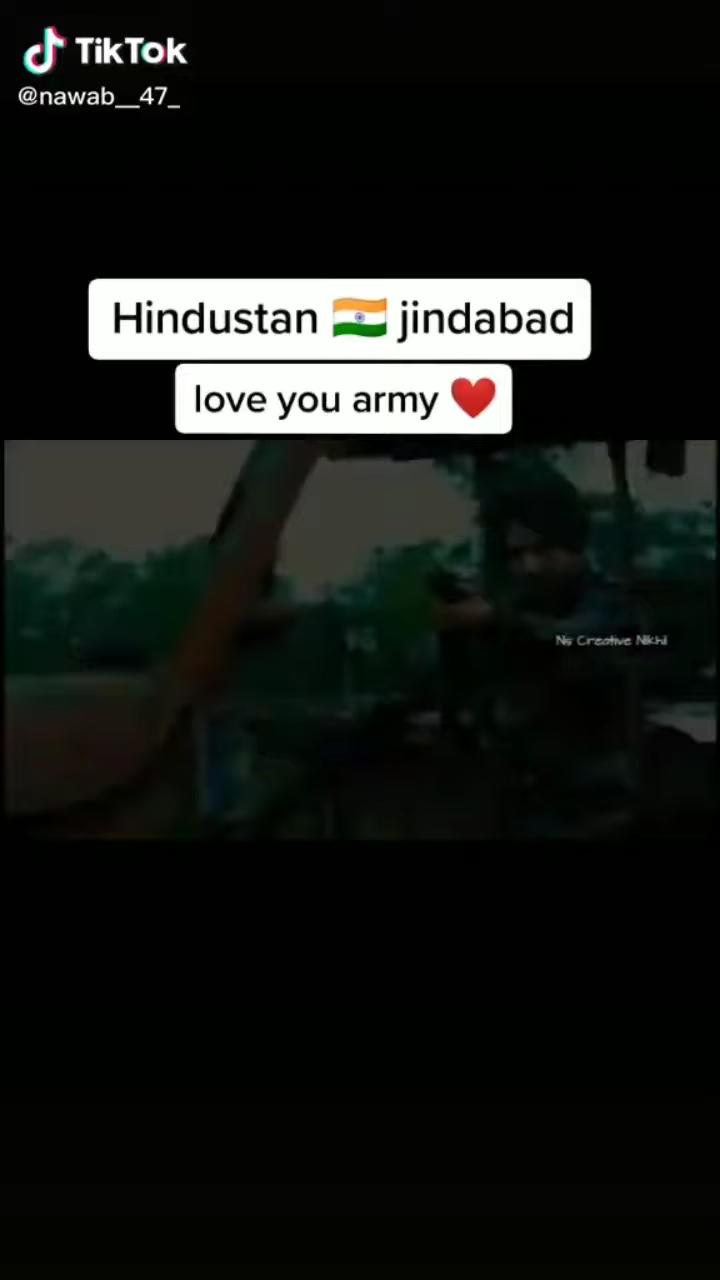 TikTok
@nawab__47_
Hindustan 🇮🇳 jindabad
love you army ❤️
Ns Creative Nikhil